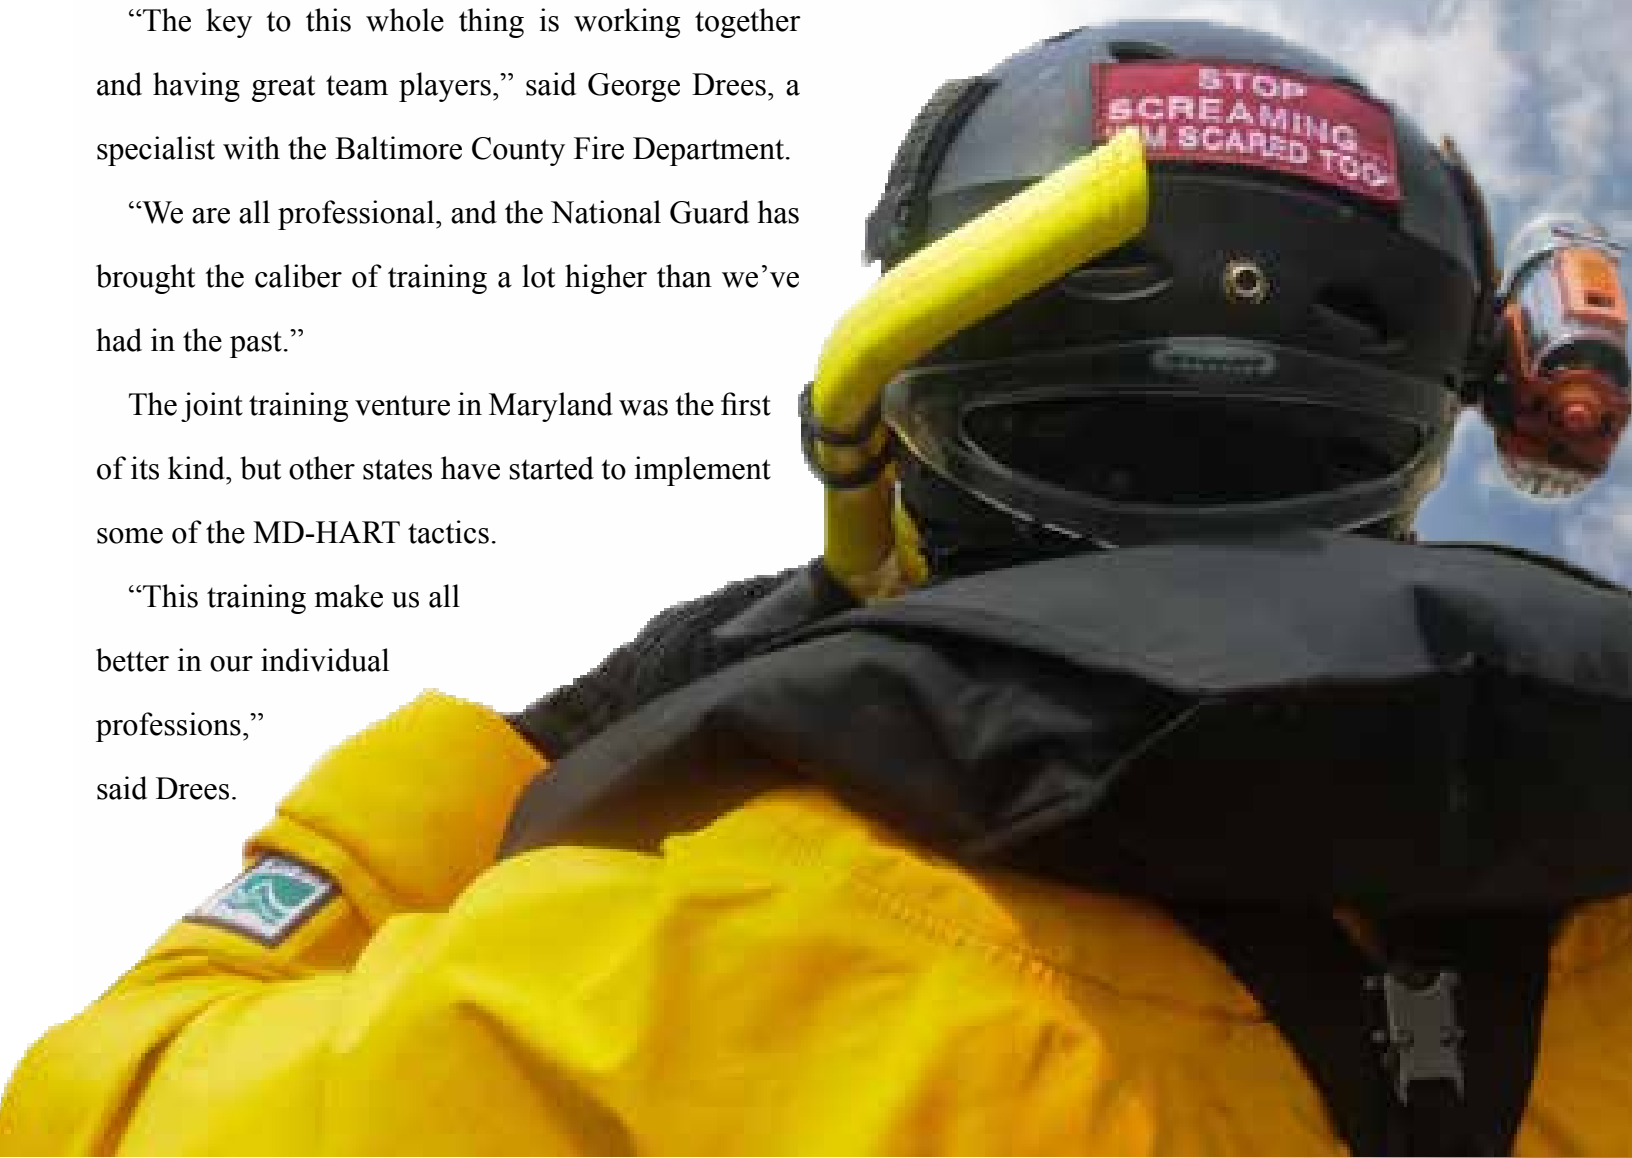 “The key to this whole thing is working together
and having great team players,” said George Drees, a
specialist with the Baltimore County Fire Department.
“We are all professional, and the National Guard has
brought the caliber of training a lot higher than we’ve
had in the past.”
The joint training venture in Maryland was the first
of its kind, but other states have started to implement
some of the MD-HART tactics.
“This training make us all
better in our individual
professions,”
said Drees.
STOP
SCREAMING
I'M SCARED TOO